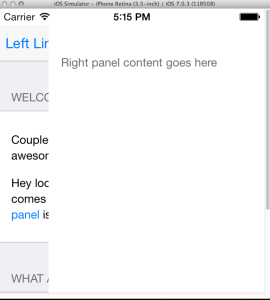 iOS Simulator - iPhone Retina (3.5-inch) / iOS 7.0.3 (11B508)
Carrier 5:15 PM
Left Lin
Right panel content goes here
WELCO
Couple
awesor
Hey loo
comes
panel is
WHAT A